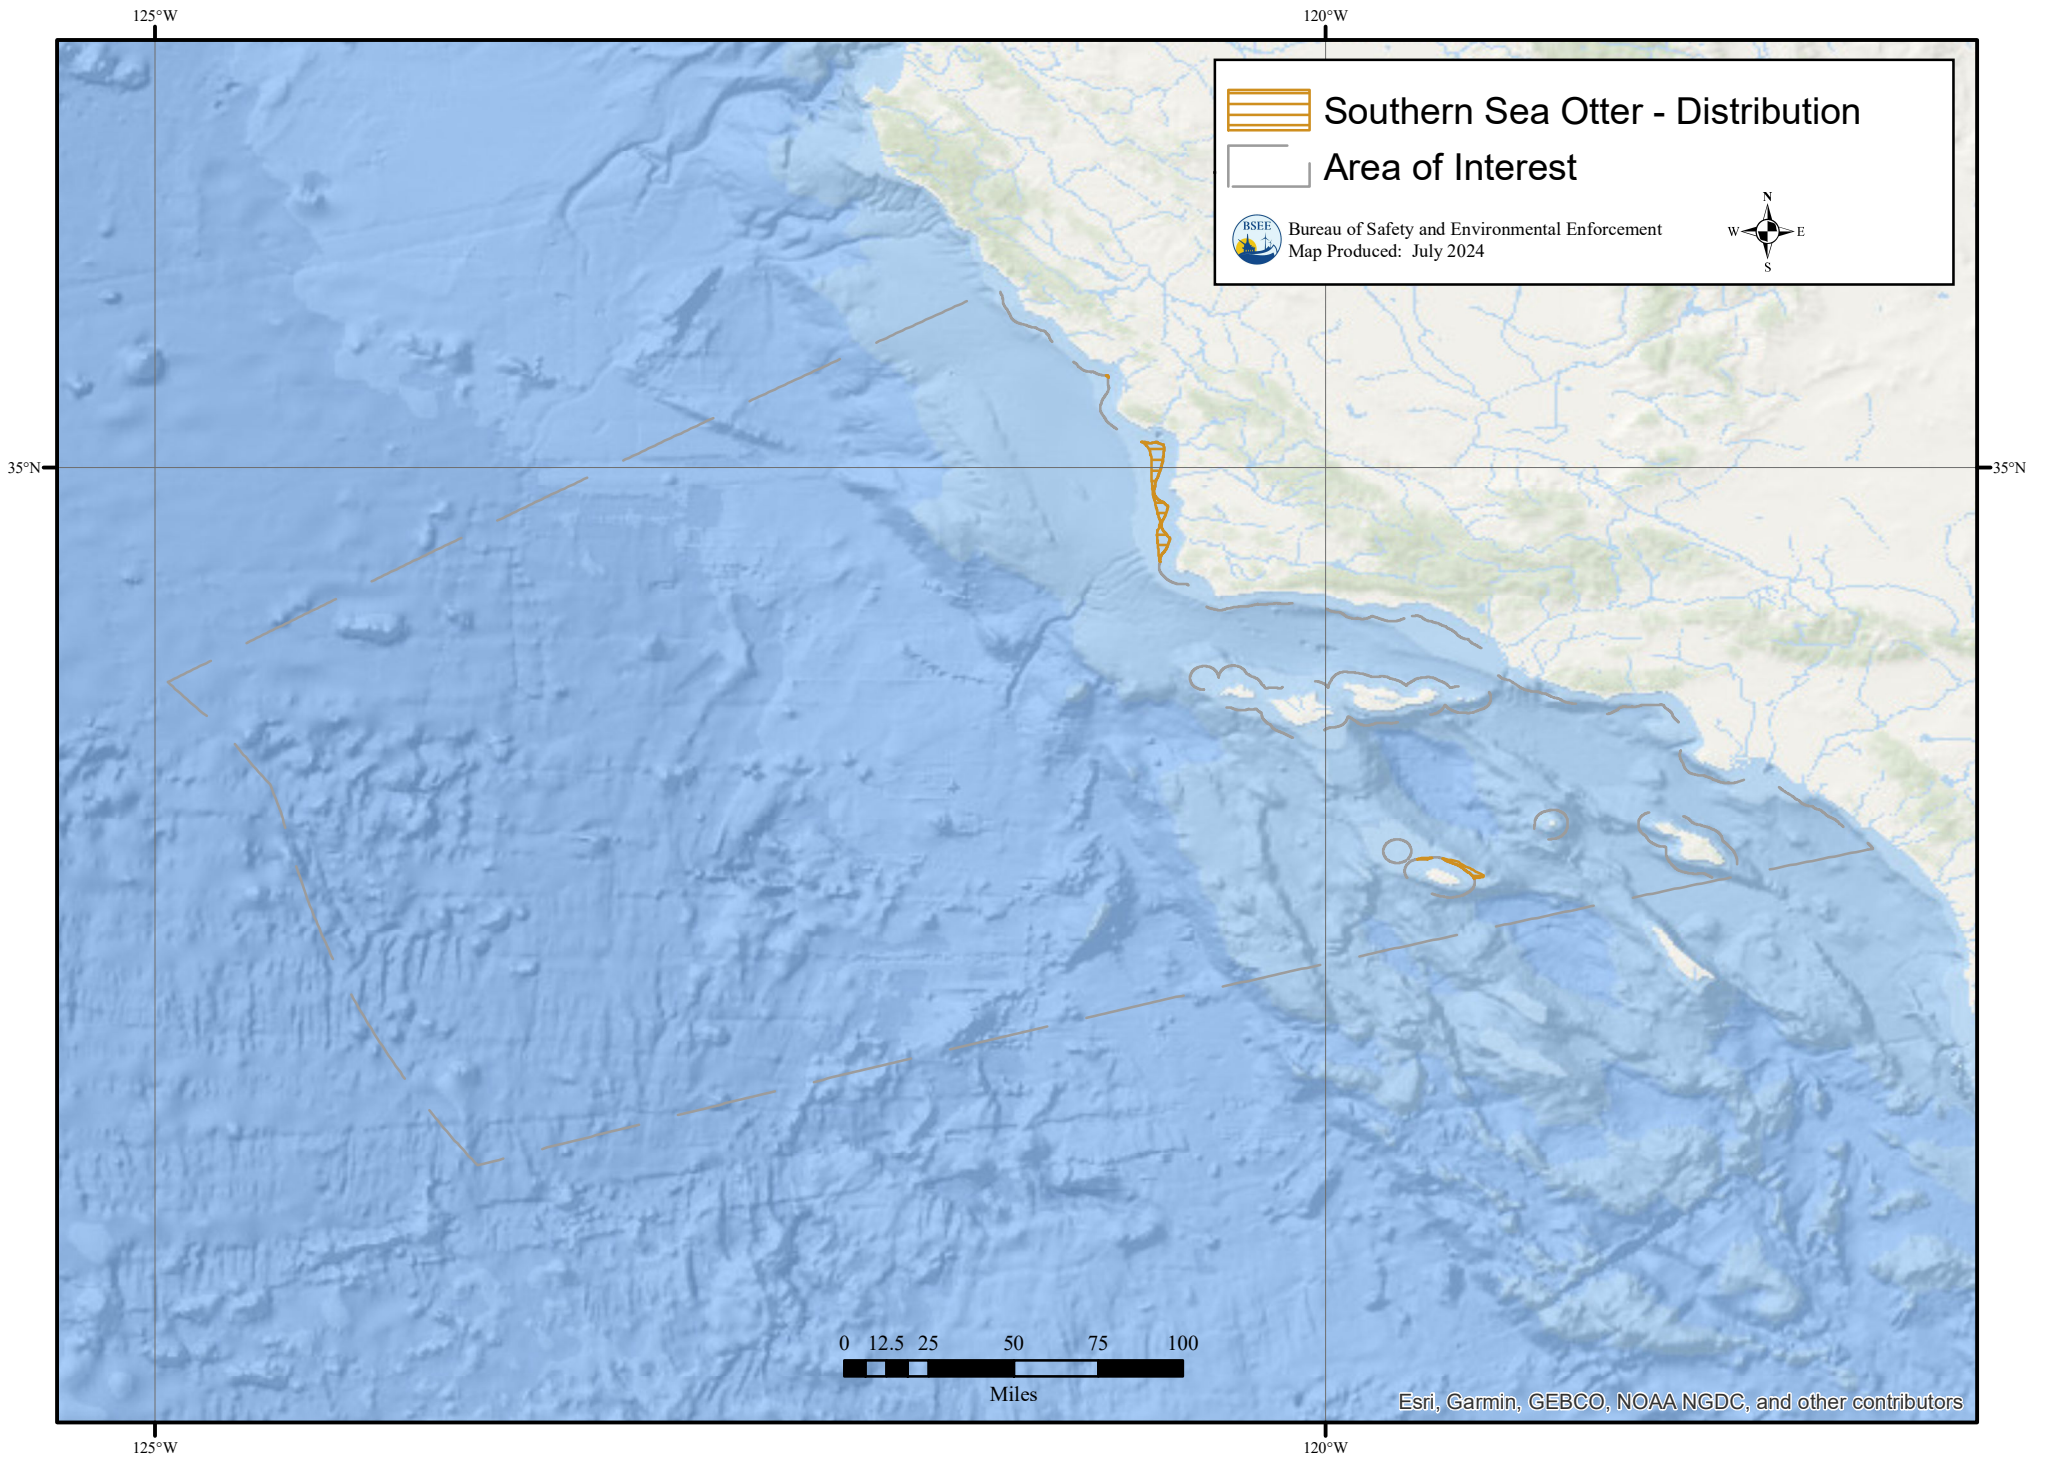 125°W
120°W
Southern Sea Otter - Distribution
Area of Interest
N
BSEE
Bureau of Safety and Environmental Enforcement
W
E
Map Produced: July 2024
S
35°N
35°N
0 12.5 25 50 75 100
Miles
Esri, Garmin, GEBCO, NOAA NGDC, and other contributors
125°W
120°W